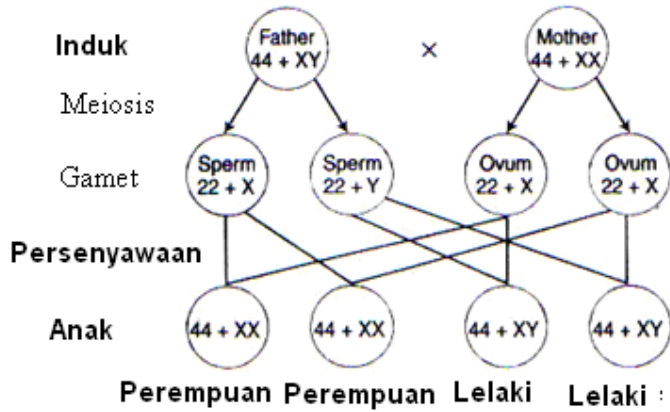 Induk
Father
44 + XY
×
Mother
44 + XX
Meiosis
Gamet
Sperm
22 + X
Sperm
22 + Y
Ovum
22 + X
Ovum
22 + X
Persenyawaan
Anak
44 + XX
44 + XX
44 + XY
44 + XY
Perempuan Perempuan Lelaki Lelaki :